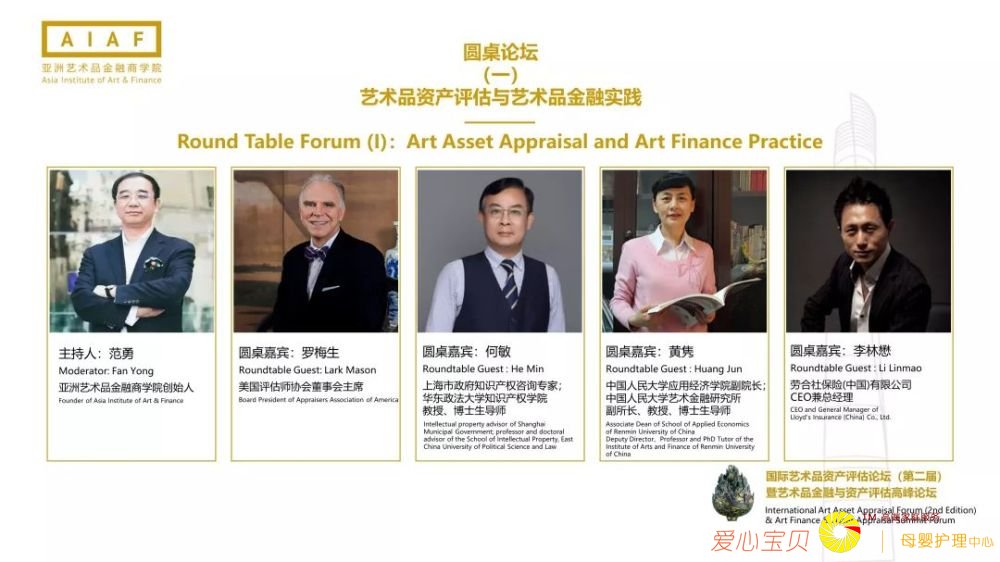 A I A F
亚洲艺术品金融商学院
Asia Institute of Art & Finance
圆桌论坛
（一）
艺术品资产评估与艺术品金融实践
Round Table Forum (I)：Art Asset Appraisal and Art Finance Practice
主持人：范勇
Moderator: Fan Yong
亚洲艺术品金融商学院创始人
Founder of Asia Institute of Art & Finance
圆桌嘉宾：罗梅生
Roundtable Guest: Lark Mason
美国评估师协会董事会主席
Board President of Appraisers Association of America
圆桌嘉宾：何敏
Roundtable Guest : He Min
上海市政府知识产权咨询专家；
华东政法大学知识产权学院
教授、博士生导师
Intellectual property advisor of Shanghai
Municipal Government; professor and doctoral
advisor of the School of Intellectual Property, East
China University of Political Science and Law
圆桌嘉宾：黄隽
Roundtable Guest : Huang Jun
中国人民大学应用经济学院副院长；
中国人民大学艺术金融研究所
副所长、教授、博士生导师
Associate Dean of School of Applied Economics
of Renmin University of China
Deputy Director, Professor and PhD Tutor of the
Institute of Arts and Finance of Renmin University
of China
圆桌嘉宾：李林懋
Roundtable Guest : Li Linmao
劳合社保险(中国)有限公司
CEO兼总经理
CEO and General Manager of
Lloyd's Insurance (China) Co., Ltd.
国际艺术品资产评估论坛（第二届）
暨艺术品金融与资产评估高峰论坛
International Art Asset Appraisal Forum (2nd Edition)
& Art Finance Appraisal Summit Forum
爱心宝贝
TM
母婴护理中心